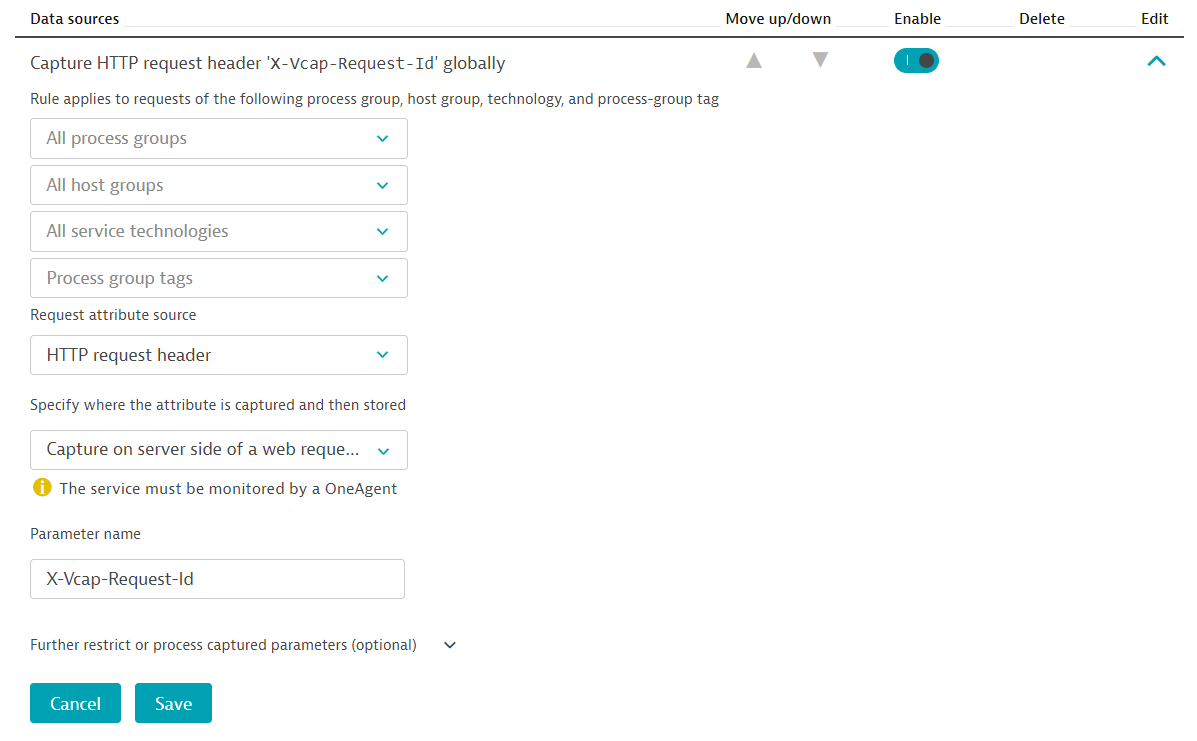 Data sources Move up/down Enable Delete Edit
Capture HTTP request header 'X-Vcap-Request-Id' globally
Rule applies to requests of the following process group, host group, technology, and process-group tag
All process groups
All host groups
All service technologies
Process group tags
Request attribute source
HTTP request header
Specify where the attribute is captured and then stored
Capture on server side of a web reque...
The service must be monitored by a OneAgent
Parameter name
X-Vcap-Request-Id
Further restrict or process captured parameters (optional)
Cancel Save